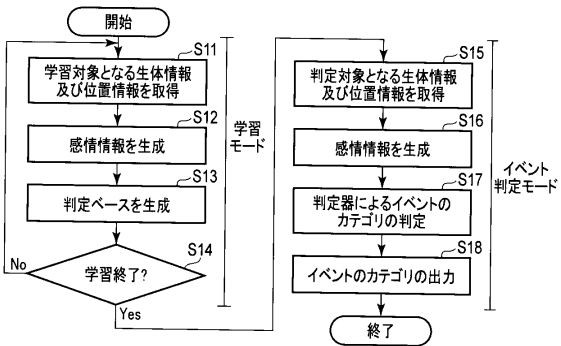 開始
S11
学習対象となる生体情報
及び位置情報を取得
S12
感情情報を生成
S13
判定ベースを生成
S14
学習終了?
No
Yes
学習
モード
S15
判定対象となる生体情報
及び位置情報を取得
S16
感情情報を生成
S17
判定器によるイベントの
カテゴリの判定
S18
イベントのカテゴリの出力
終了
イベント
判定モード